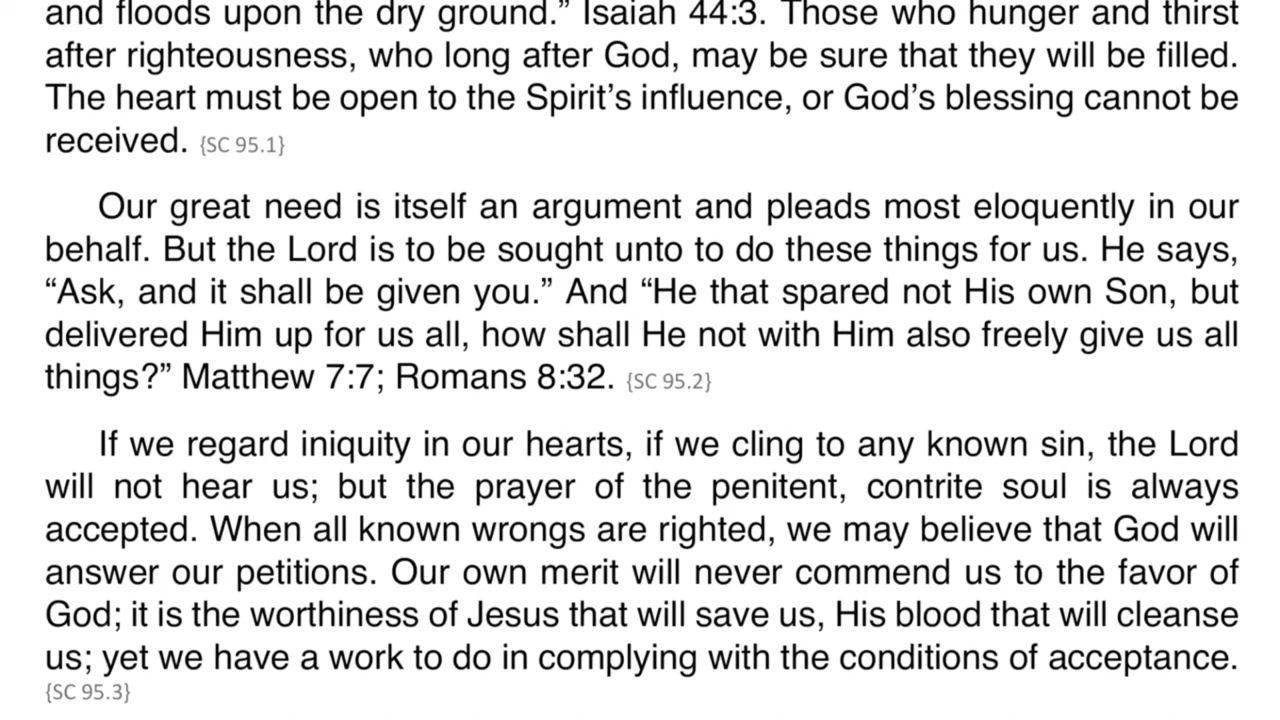 and floods upon the dry ground.” Isaiah 44:3. Those who hunger and thirst
after righteousness, who long after God, may be sure that they will be filled.
The heart must be open to the Spirit’s influence, or God’s blessing cannot be
received. {SC 95.1}
Our great need is itself an argument and pleads most eloquently in our
behalf. But the Lord is to be sought unto to do these things for us. He says,
“Ask, and it shall be given you.” And “He that spared not His own Son, but
delivered Him up for us all, how shall He not with Him also freely give us all
things?” Matthew 7:7; Romans 8:32. {SC 95.2}
If we regard iniquity in our hearts, if we cling to any known sin, the Lord
will not hear us; but the prayer of the penitent, contrite soul is always
accepted. When all known wrongs are righted, we may believe that God will
answer our petitions. Our own merit will never commend us to the favor of
God; it is the worthiness of Jesus that will save us, His blood that will cleanse
us; yet we have a work to do in complying with the conditions of acceptance.
{SC 95.3}